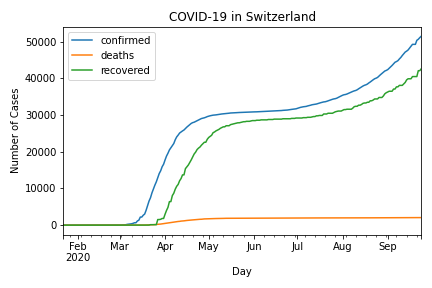 COVID-19 in Switzerland
confirmed
deaths
recovered
Number of Cases
50000
40000
30000
20000
10000
0
Feb Mar Apr May Jun Jul Aug Sep
2020
Day